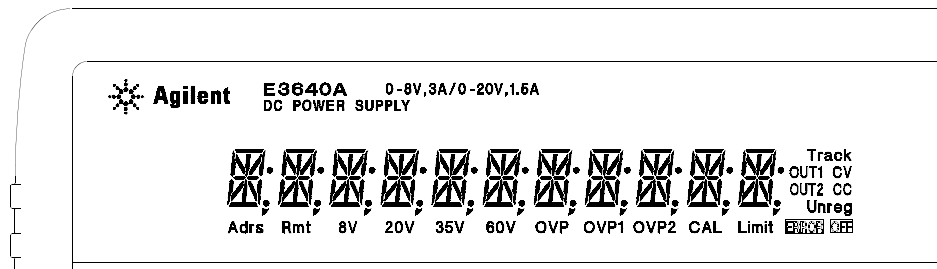 Agilent E3640A 0-8V,3A/0-20V,1.5A
DC POWER SUPPLY
Track
OUT1 CV
OUT2 CC
Unreg
Adrs Rmt 8V 20V 35V 60V OVP OVP1 OVP2 CAL Limit ERROR OFF